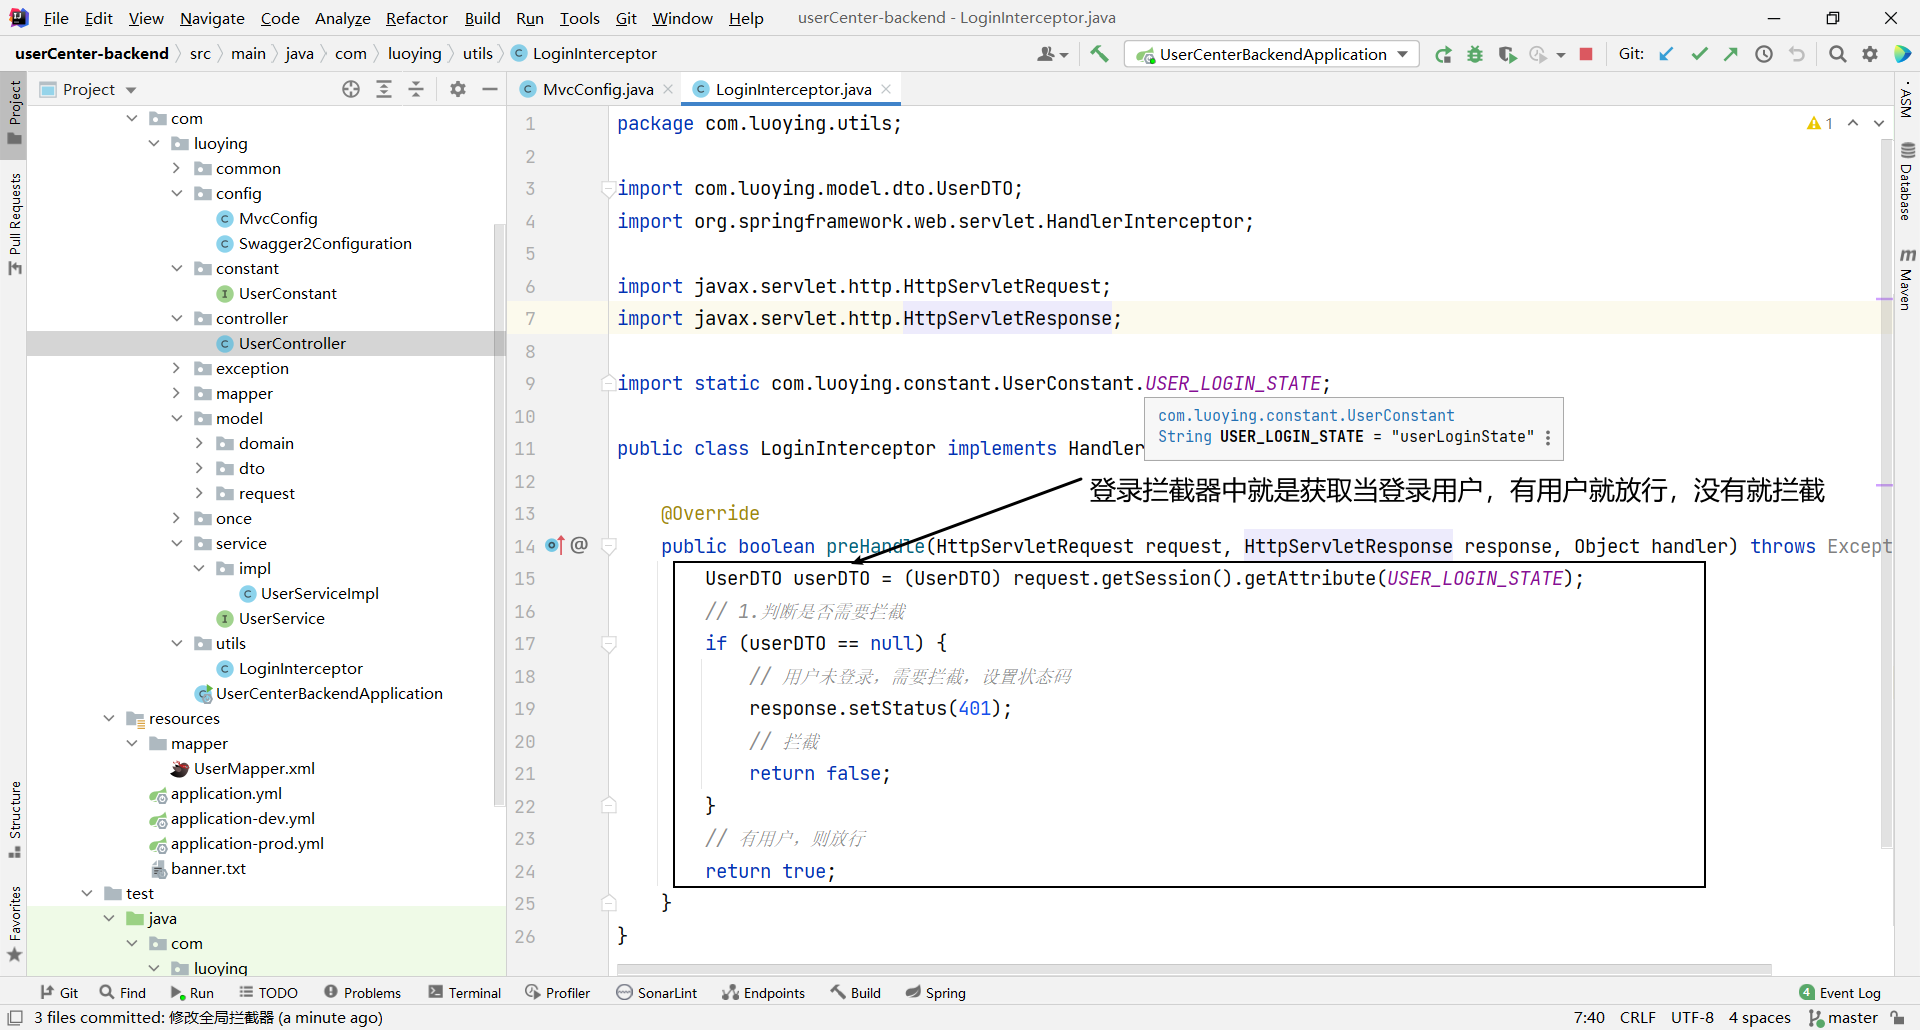 File Edit View Navigate Code Analyze Refactor Build Run Tools Git Window Help userCenter-backend - LoginInterceptor.java
userCenter-backend src main java com luoying utils LoginInterceptor UserCenterBackendApplication Git:
Project MvcConfig.java LoginInterceptor.java
Project
Pull Requests
Structure
Favorites
com
luoying
common
config
MvcConfig
Swagger2Configuration
constant
UserConstant
controller
UserController
exception
mapper
model
domain
dto
request
once
service
impl
UserServiceImpl
UserService
utils
LoginInterceptor
UserCenterBackendApplication
resources
mapper
UserMapper.xml
application.yml
application-dev.yml
application-prod.yml
banner.txt
test
java
com
luoying
1 package com.luoying.utils;
2
3 import com.luoying.model.dto.UserDTO;
4 import org.springframework.web.servlet.HandlerInterceptor;
5
6 import javax.servlet.http.HttpServletRequest;
7 import javax.servlet.http.HttpServletResponse;
8
9 import static com.luoying.constant.UserConstant.USER_LOGIN_STATE;
10
com.luoying.constant.UserConstant
String USER_LOGIN_STATE = "userLoginState"
11 public class LoginInterceptor implements Handler
12
登录拦截器中就是获取当登录用户，有用户就放行，没有就拦截
13 @Override
14 @ public boolean preHandle(HttpServletRequest request, HttpServletResponse response, Object handler) throws Except
15 UserDTO userDTO = (UserDTO) request.getSession().getAttribute(USER_LOGIN_STATE);
16 // 1.判断是否需要拦截
17 if (userDTO == null) {
18 // 用户未登录，需要拦截，设置状态码
19 response.setStatus(401);
20 // 拦截
21 return false;
22 }
23 // 有用户，则放行
24 return true;
25 }
26 }
1
ASM
Database
m Maven
Git Find Run TODO Problems Terminal Profiler SonarLint Endpoints Build Spring 4 Event Log
3 files committed: 修改全局拦截器 (a minute ago) 7:40 CRLF UTF-8 4 spaces master